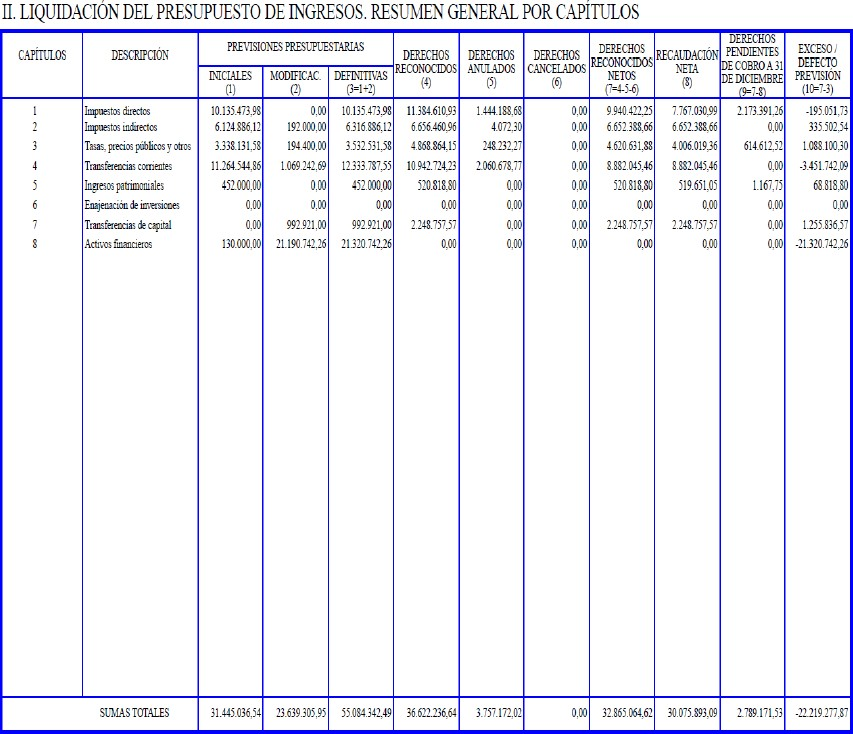 II. LIQUIDACIÓN DEL PRESUPUESTO DE INGRESOS. RESUMEN GENERAL POR CAPÍTULOS
CAPÍTULOS
DESCRIPCIÓN
PREVISIONES PRESUPUESTARIAS
INICIALES
(1)
MODIFICAC.
(2)
DEFINITIVAS
(3=1+2)
DERECHOS
RECONOCIDOS
(4)
DERECHOS
ANULADOS
(5)
DERECHOS
CANCELADOS
(6)
DERECHOS
RECONOCIDOS
NETOS
(7=4-5-6)
RECAUDACIÓN
NETA
(8)
DERECHOS
PENDIENTES
DE COBRO A 31
DE DICIEMBRE
(9=7-8)
EXCESO /
DEFECTO
PREVISIÓN
(10=7-3)
1 Impuestos directos 10.135.473,98 0,00 10.135.473,98 11.384.610,93 1.444.188,68 0,00 9.940.422,25 7.767.030,99 2.173.391,26 -195.051,73
2 Impuestos indirectos 6.124.886,12 192.000,00 6.316.886,12 6.656.460,96 4.072,30 0,00 6.652.388,66 6.652.388,66 0,00 335.502,54
3 Tasas, precios públicos y otros 3.338.131,58 194.400,00 3.532.531,58 4.868.864,15 248.232,27 0,00 4.620.631,88 4.006.019,36 614.612,52 1.088.100,30
4 Transferencias corrientes 11.264.544,86 1.069.242,69 12.333.787,55 10.942.724,23 2.060.678,77 0,00 8.882.045,46 8.882.045,46 0,00 -3.451.742,09
5 Ingresos patrimoniales 452.000,00 0,00 452.000,00 520.818,80 0,00 0,00 520.818,80 519.651,05 1.167,75 68.818,80
6 Enajenación de inversiones 0,00 0,00 0,00 0,00 0,00 0,00 0,00 0,00 0,00 0,00
7 Transferencias de capital 0,00 992.921,00 992.921,00 2.248.757,57 0,00 0,00 2.248.757,57 2.248.757,57 0,00 1.255.836,57
8 Activos financieros 130.000,00 21.190.742,26 21.320.742,26 0,00 0,00 0,00 0,00 0,00 0,00 -21.320.742,26
SUMAS TOTALES 31.445.036,54 23.639.305,95 55.084.342,49 36.622.236,64 3.757.172,02 0,00 32.865.064,62 30.075.893,09 2.789.171,53 -22.219.277,87